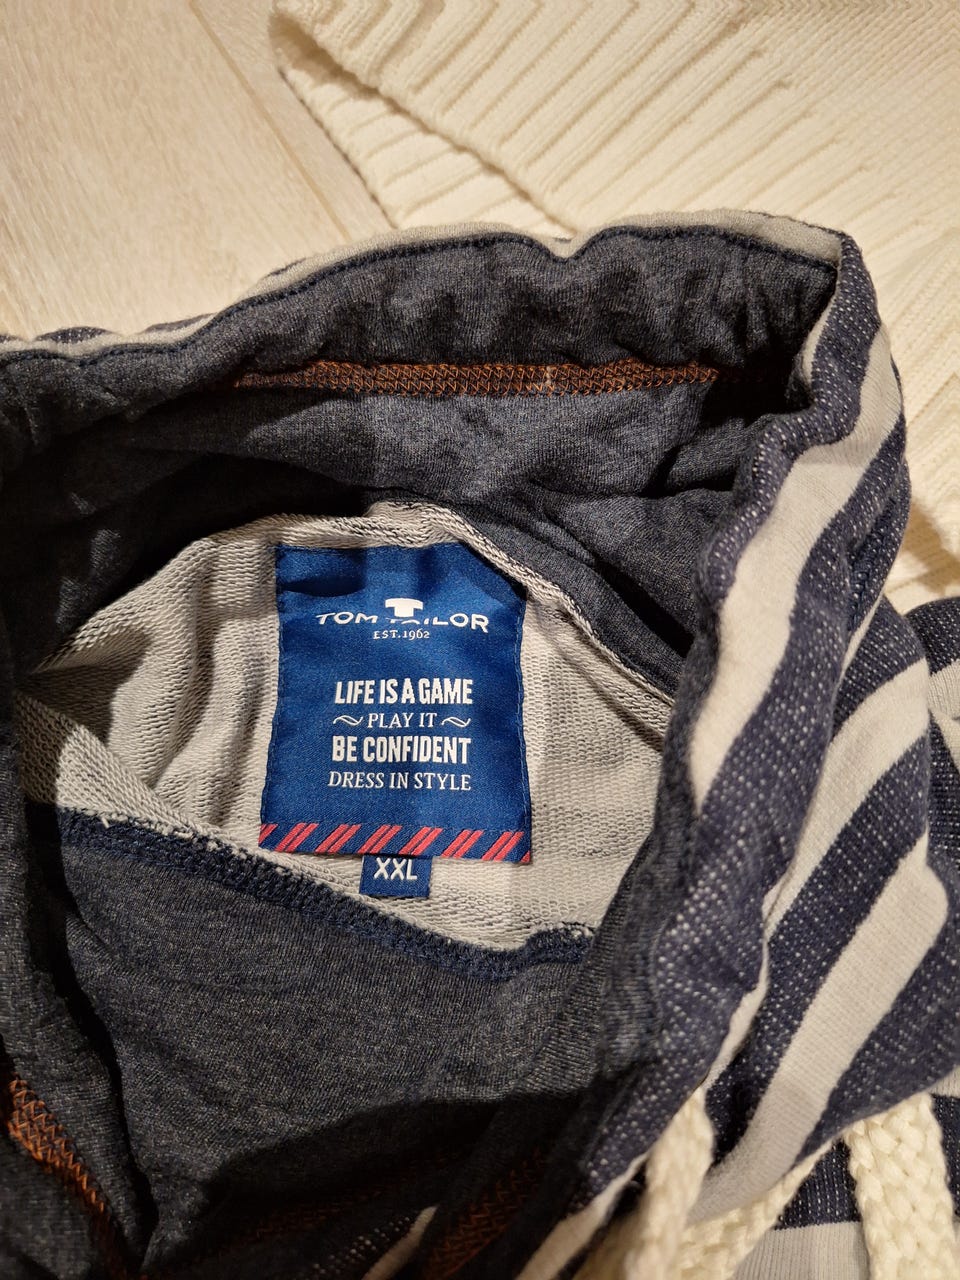 TOM TAILOR
EST. 1962
LIFE IS A GAME
~ PLAY IT ~
BE CONFIDENT
DRESS IN STYLE
XXL